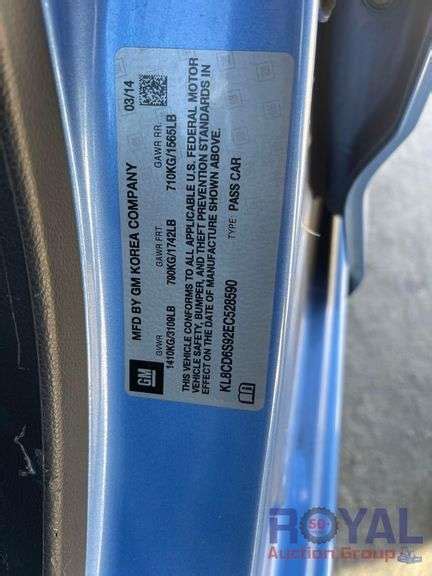 MFD BY GM KOREA COMPANY 03/14
GVWR GAWR FRT GAWR RR.
1410KG/3109LB 790KG/1742LB 710KG/1565LB
THIS VEHICLE CONFORMS TO ALL APPLICABLE U.S. FEDERAL MOTOR
VEHICLE SAFETY, BUMPER, AND THEFT PREVENTION STANDARDS IN
EFFECT ON THE DATE OF MANUFACTURE SHOWN ABOVE.
KL8CD6S92EC528590 TYPE: PASS CAR
GM
ROYAL
Auction Group